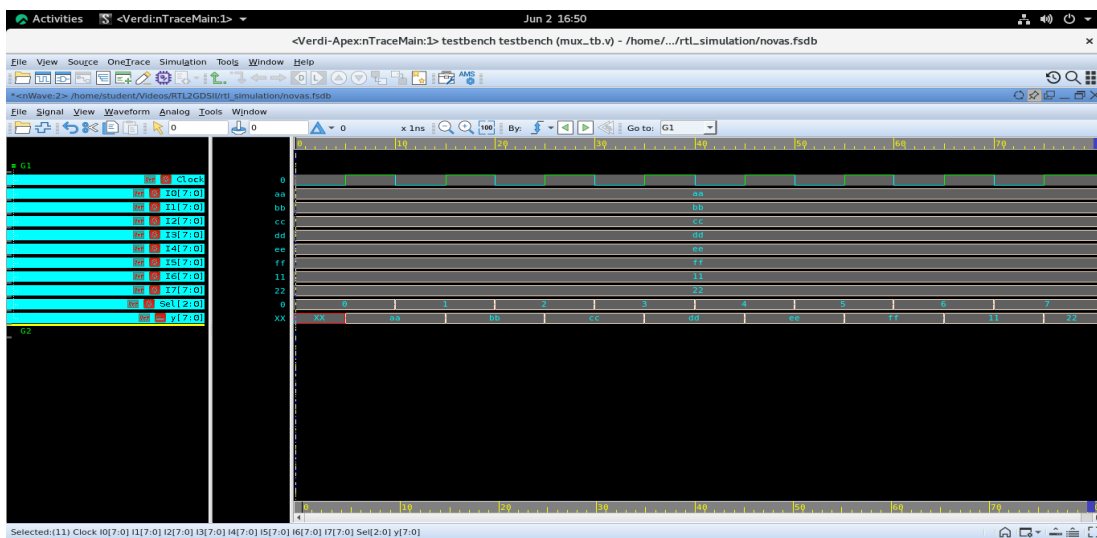 Activities <Verdi:nTraceMain:1> Jun 2 16:50
<Verdi-Apex:nTraceMain:1> testbench testbench (mux_tb.v) - /home/.../rtl_simulation/novas.fsdb
File View Source OneTrace Simulation Tools Window Help
*<nWave:2> /home/student/Videos/RTL2GDSII/rtl_simulation/novas.fsdb
File Signal View Waveform Analog Tools Window
0 0 0 x 1ns 100 By: Go to: G1
0 10 20 30 40 50 60 70
G1
Clock 0
I0[7:0] aa aa
I1[7:0] bb bb
I2[7:0] cc cc
I3[7:0] dd dd
I4[7:0] ee ee
I5[7:0] ff ff
I6[7:0] 11 11
I7[7:0] 22 22
Sel[2:0] 0 0 1 2 3 4 5 6 7
y[7:0] XX XX aa bb cc dd ee ff 11 22
G2
0 10 20 30 40 50 60 70
Selected:(11) Clock I0[7:0] I1[7:0] I2[7:0] I3[7:0] I4[7:0] I5[7:0] I6[7:0] I7[7:0] Sel[2:0] y[7:0]